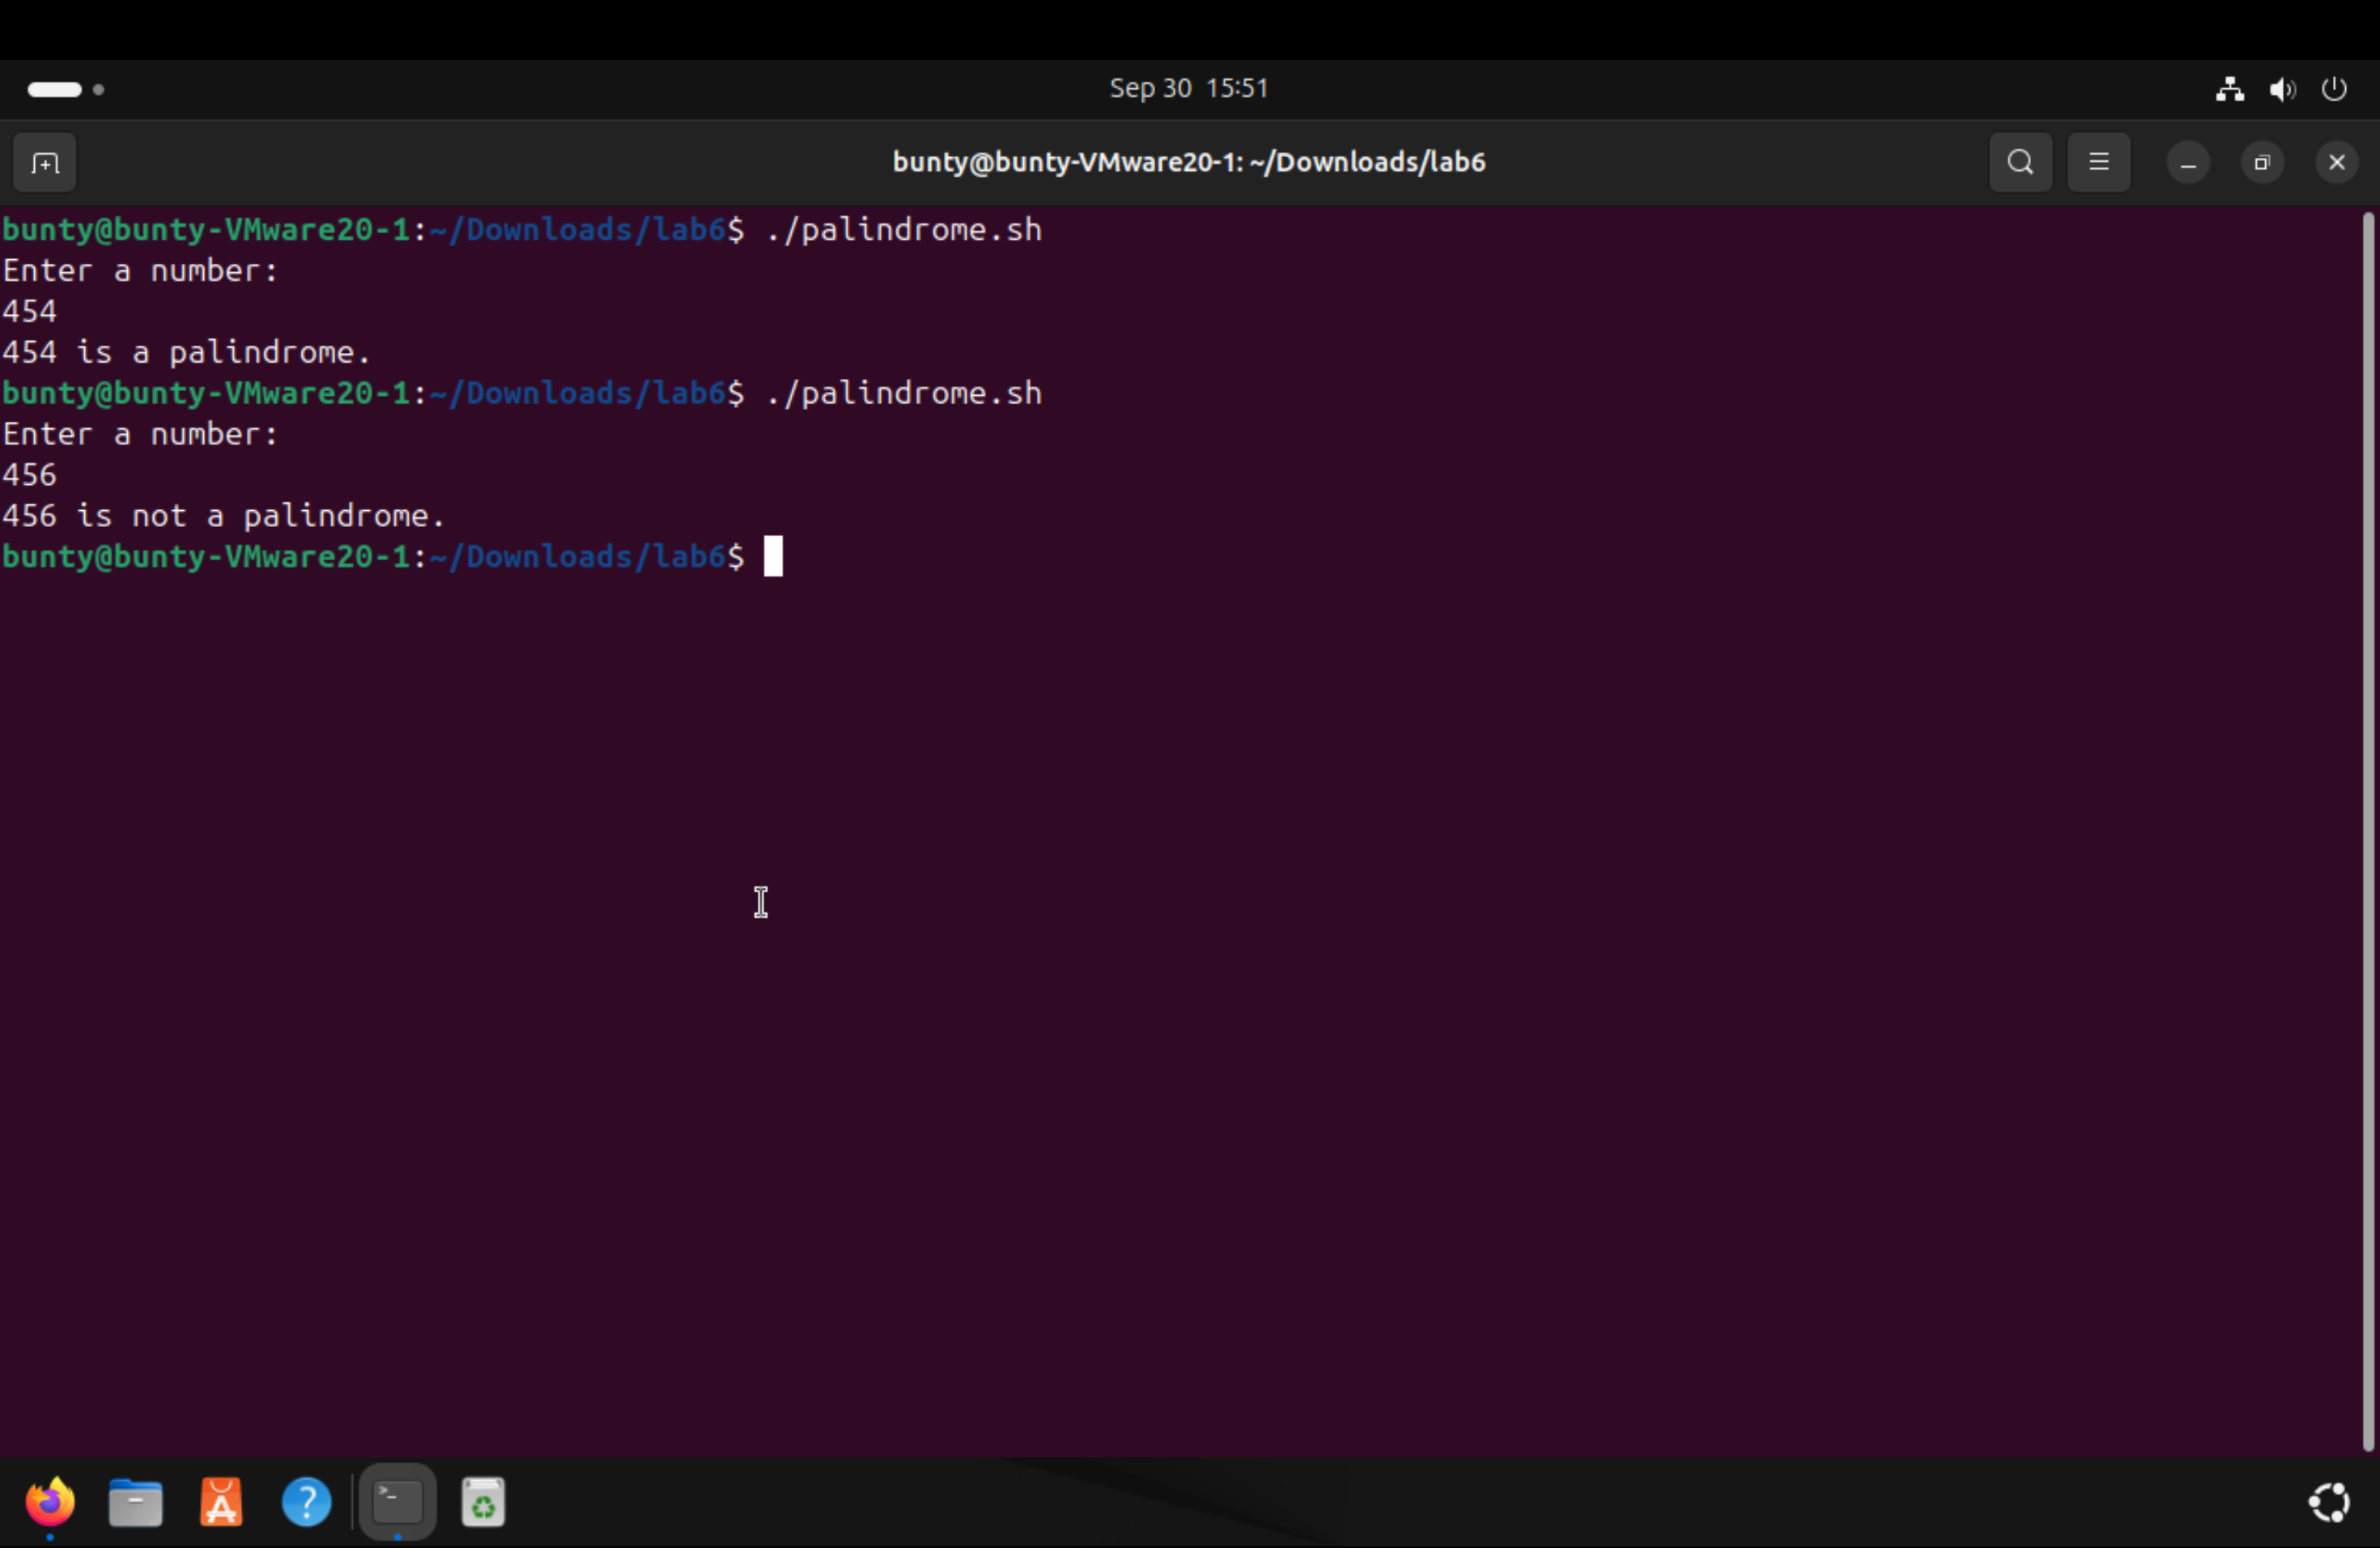 Sep 30 15:51
bunty@bunty-VMware20-1: ~/Downloads/lab6
bunty@bunty-VMware20-1:~/Downloads/lab6$ ./palindrome.sh
Enter a number:
454
454 is a palindrome.
bunty@bunty-VMware20-1:~/Downloads/lab6$ ./palindrome.sh
Enter a number:
456
456 is not a palindrome.
bunty@bunty-VMware20-1:~/Downloads/lab6$